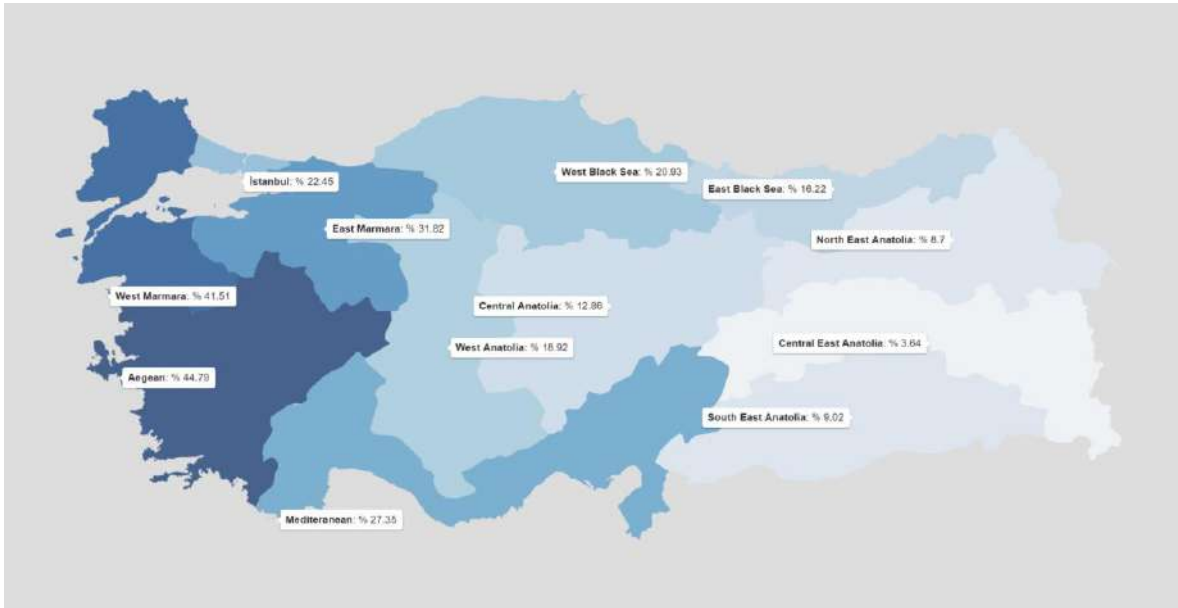 West Black Sea: % 20.93
İstanbul: % 22.45
East Black Sea: % 16.22
East Marmara: % 31.82
North East Anatolia: % 8.7
West Marmara: % 41.51
Central Anatolia: % 12.86
Central East Anatolia: % 3.64
West Anatolia: % 18.92
Aegean: % 44.79
South East Anatolia: % 9.02
Mediteranean: % 27.35